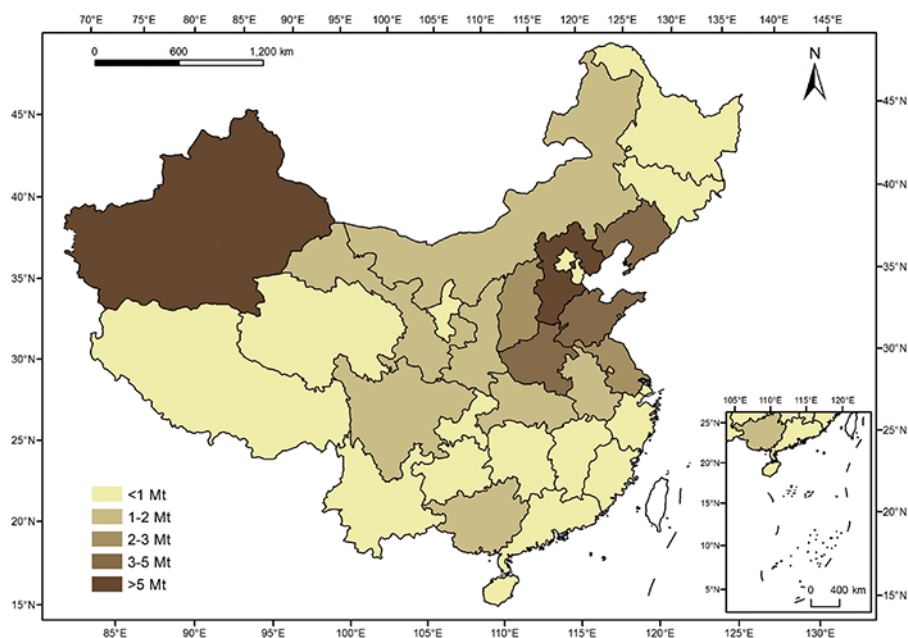 70°E 80°E 85°E 90°E 95°E 100°E 105°E 110°E 115°E 120°E 125°E 130°E 135°E 140°E 145°E
0 600 1,200 km
N
45°N 45°N
40°N 40°N
35°N 35°N
30°N 30°N
25°N 25°N
20°N 20°N
15°N 15°N
<1 Mt
1-2 Mt
2-3 Mt
3-5 Mt
>5 Mt
105°E 110°E 115°E 120°E
25°N
20°N
15°N
10°N
5°N
0 400 km
85°E 90°E 95°E 100°E 105°E 110°E 115°E 120°E 125°E 130°E